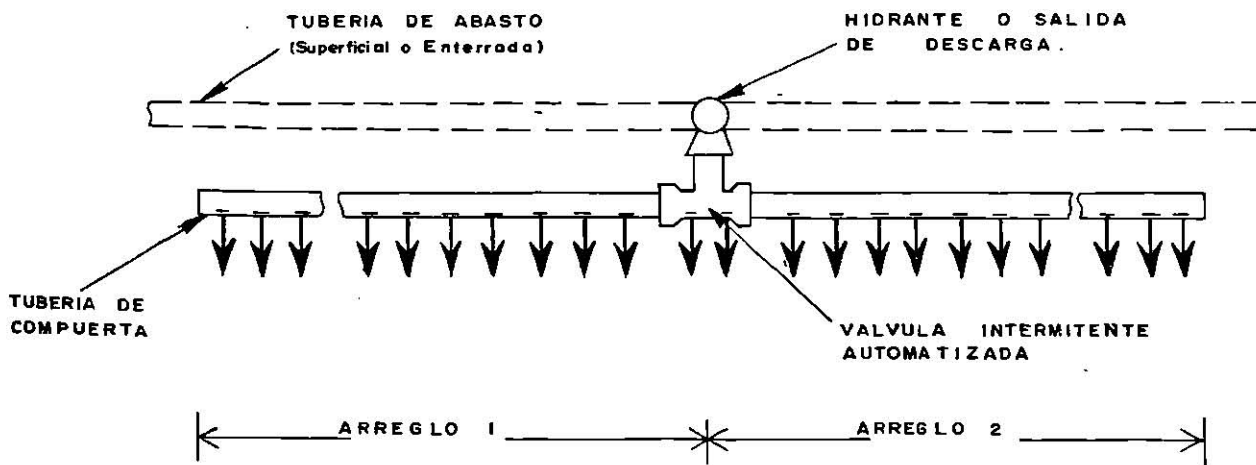 TUBERIA DE ABASTO
(Superficial o Enterrada)
HIDRANTE O SALIDA
DE DESCARGA.
TUBERIA DE
COMPUERTA
VALVULA INTERMITENTE
AUTOMATIZADA
ARREGLO 1
ARREGLO 2